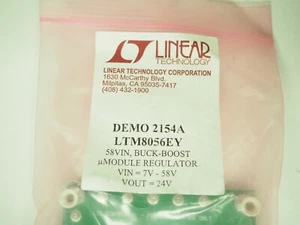 LINEAR
TECHNOLOGY
LINEAR TECHNOLOGY CORPORATION
1630 McCarthy Blvd.
Milpitas, CA 95035-7417
(408) 432-1900
DEMO 2154A
LTM8056EY
58VIN, BUCK-BOOST
µMODULE REGULATOR
VIN = 7V - 58V
VOUT = 24V